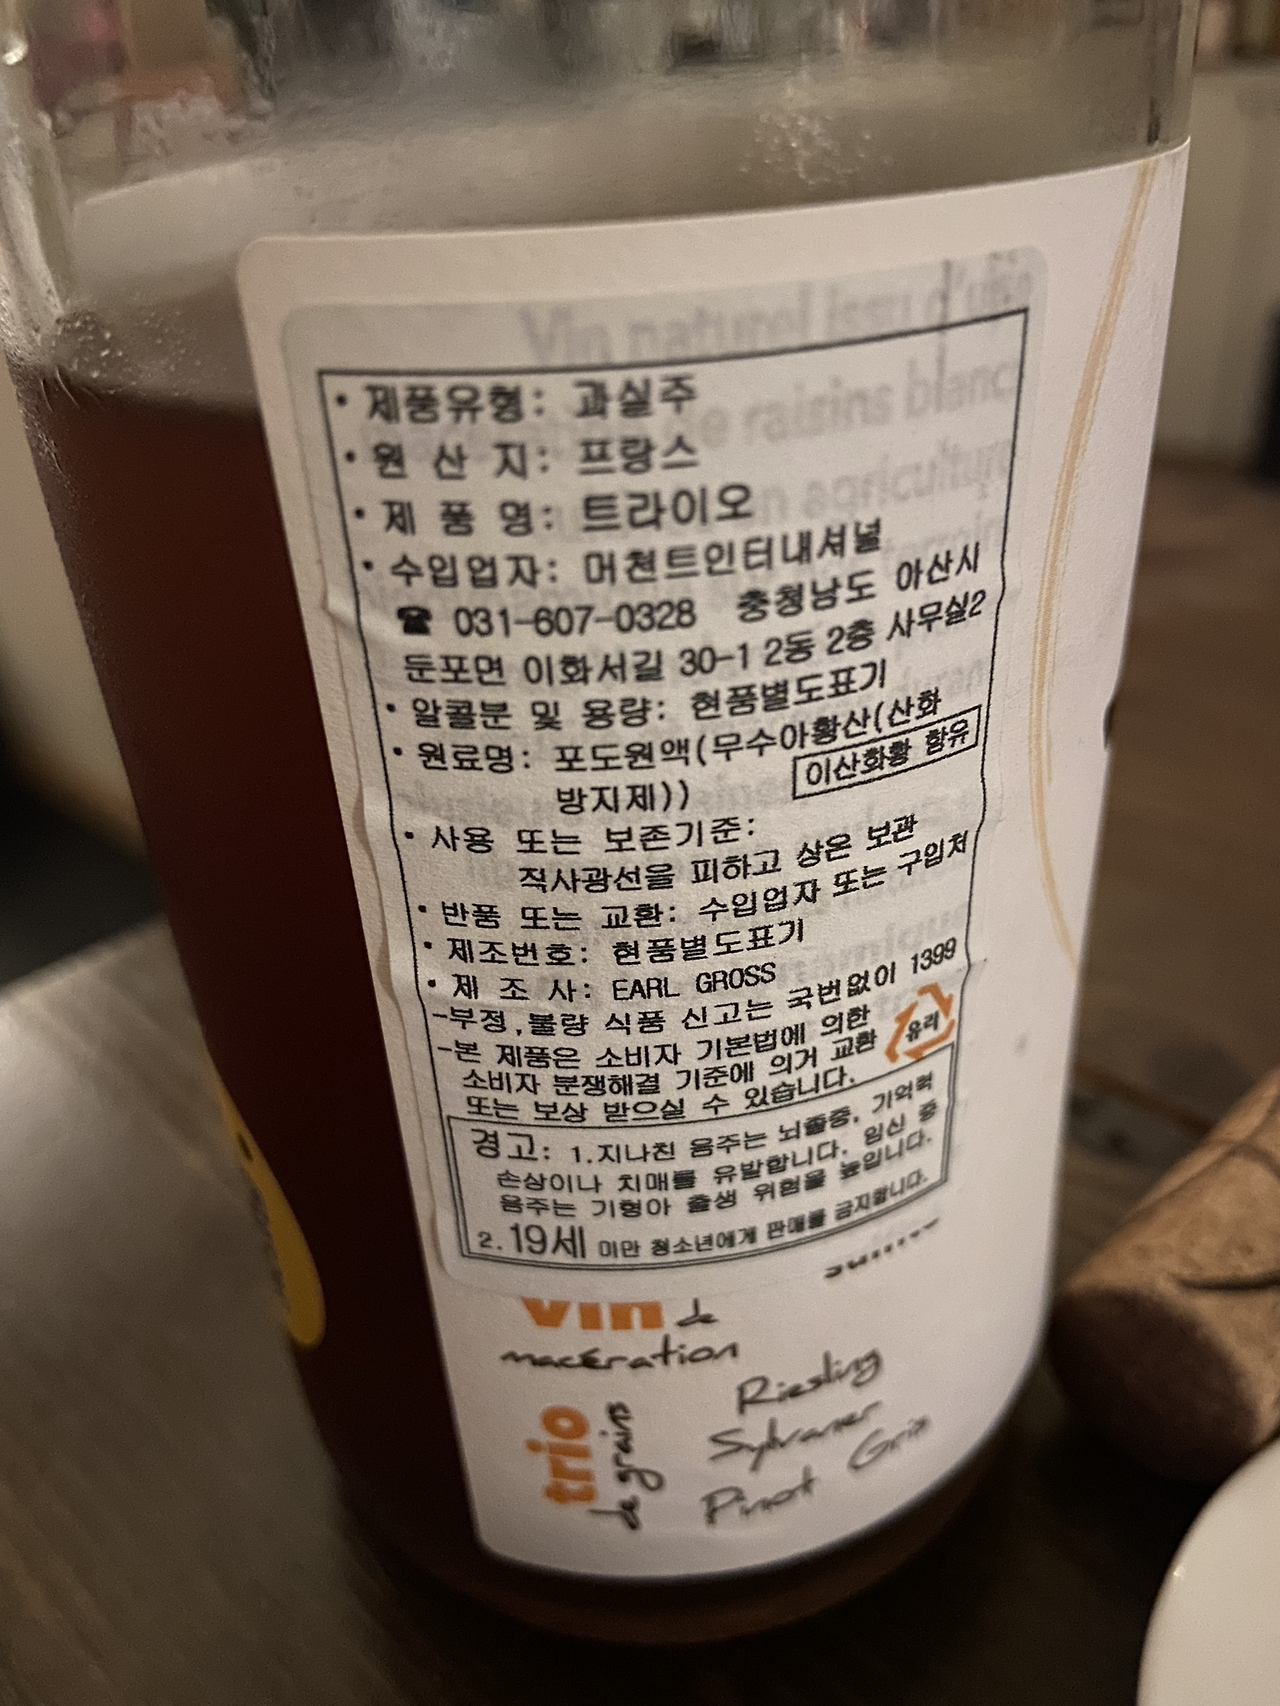 Vin naturel issu d'une
de raisins blancs
agriculture
• 제품유형: 과실주
• 원 산 지: 프랑스
• 제 품 명: 트라이오
• 수입업자: 머천트인터내셔널
☎ 031-607-0328 충청남도 아산시
둔포면 이화서길 30-1 2동 2층 사무실2
• 알콜분 및 용량: 현품별도표기
• 원료명: 포도원액(무수아황산(산화
방지제)) 이산화황 함유
• 사용 또는 보존기준:
직사광선을 피하고 상온 보관
• 반품 또는 교환: 수입업자 또는 구입처
• 제조번호: 현품별도표기
• 제 조 사: EARL GROSS
-부정,불량 식품 신고는 국번없이 1399
-본 제품은 소비자 기본법에 의한
소비자 분쟁해결 기준에 의거 교환
또는 보상 받으실 수 있습니다.
유리
경고: 1.지나친 음주는 뇌졸중, 기억력
손상이나 치매를 유발합니다. 임신 중
음주는 기형아 출생 위험을 높입니다.
2. 19세 미만 청소년에게 판매를 금지합니다.
vin de
macération
trio
de grains
Riesling
Sylvaner
Pinot Gris